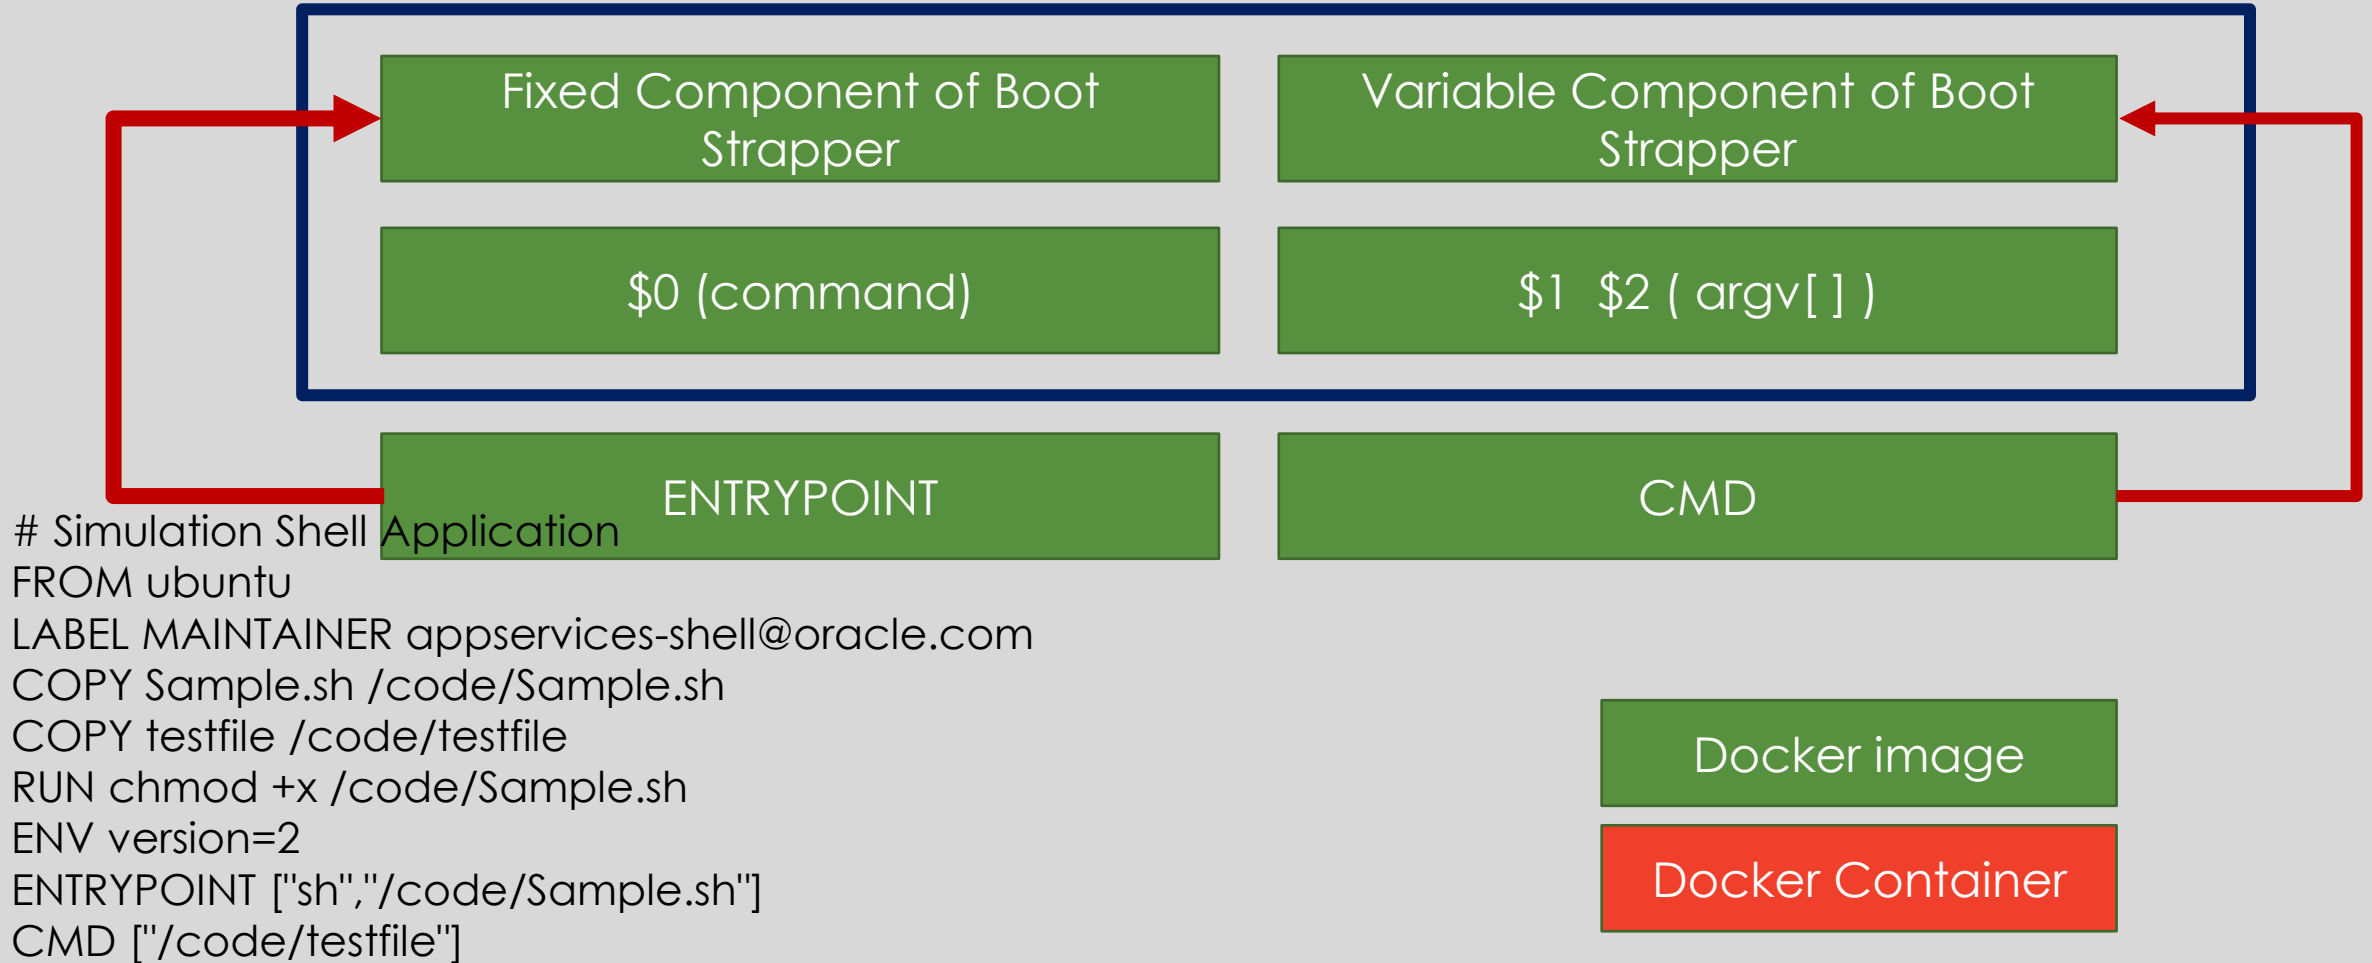 Fixed Component of Boot
Strapper
Variable Component of Boot
Strapper
$0 (command)
$1 $2 ( argv[ ] )
ENTRYPOINT
CMD
# Simulation Shell Application
FROM ubuntu
LABEL MAINTAINER appservices-shell@oracle.com
COPY Sample.sh /code/Sample.sh
COPY testfile /code/testfile
RUN chmod +x /code/Sample.sh
ENV version=2
ENTRYPOINT ["sh","/code/Sample.sh"]
CMD ["/code/testfile"]
Docker image
Docker Container